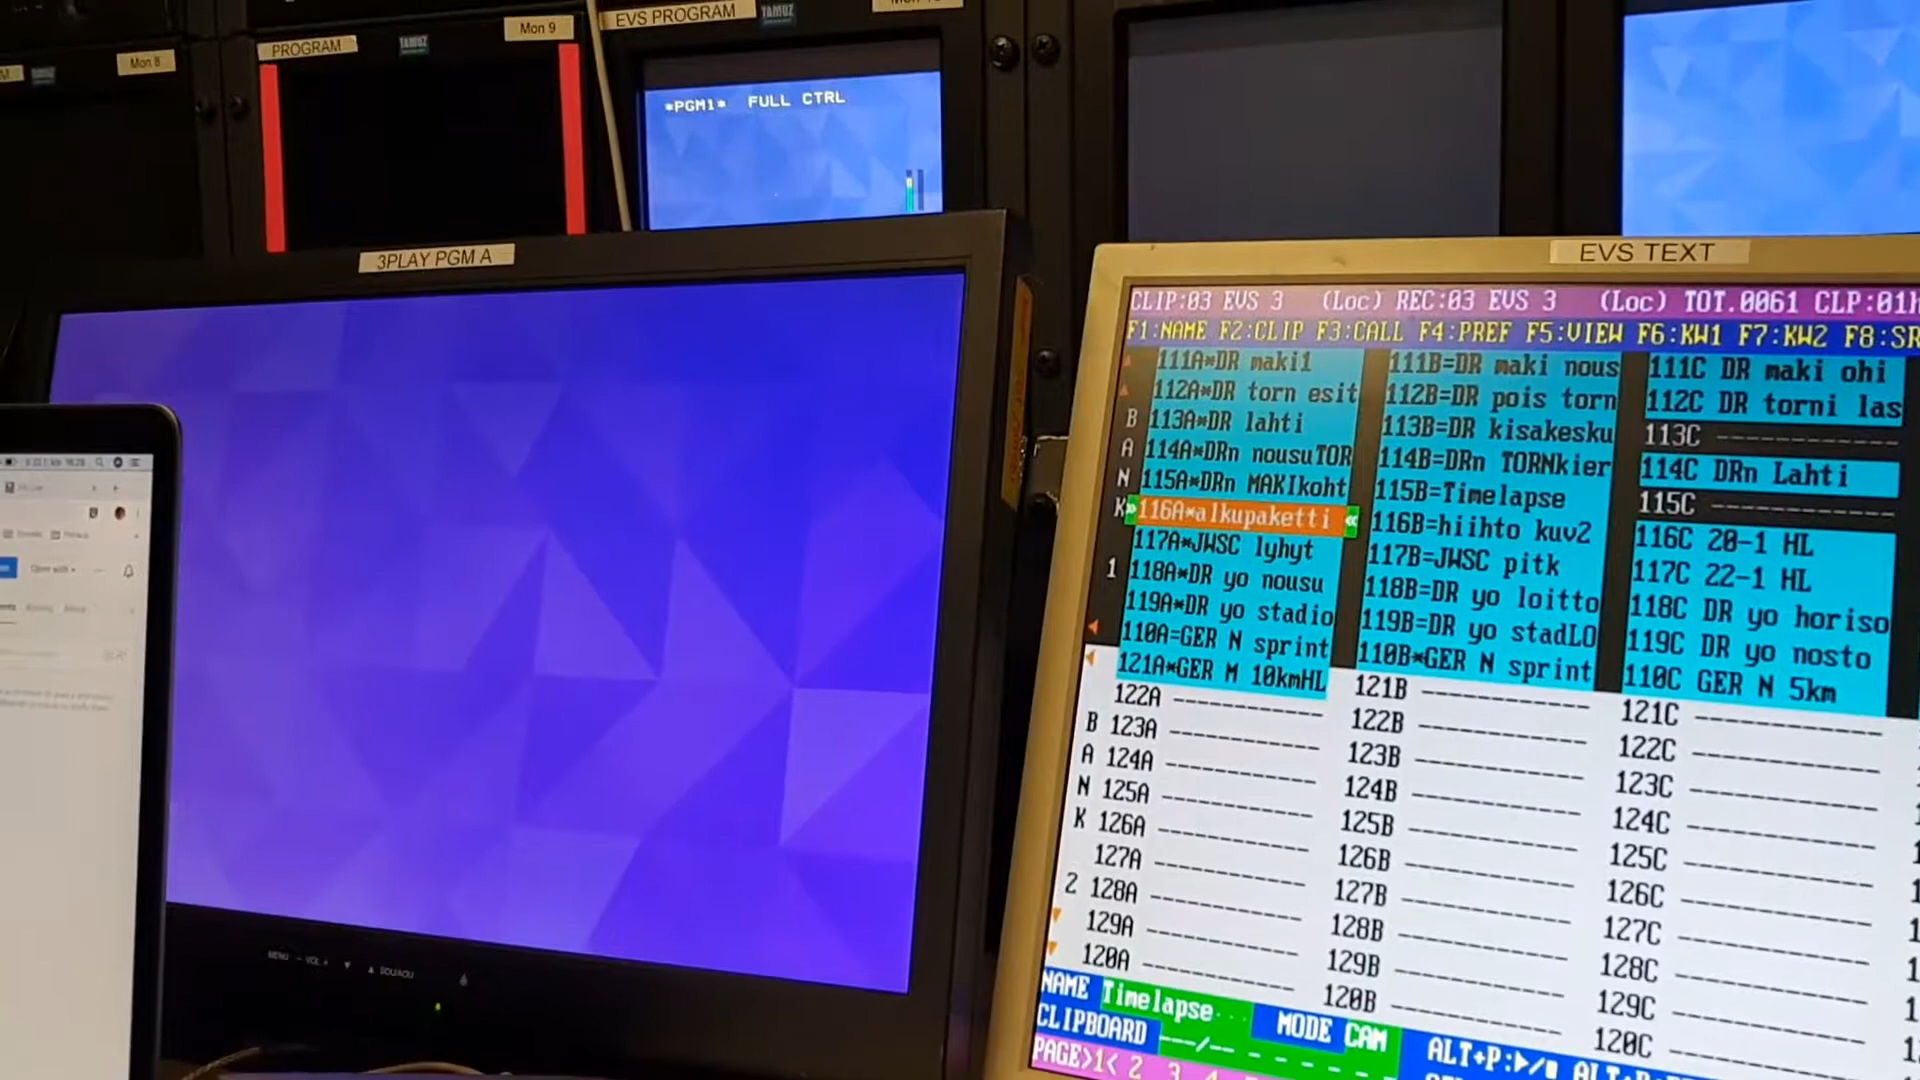 Mon 8
PROGRAM
TAMUZ
Mon 9
EVS PROGRAM
TAMUZ
*PGM1* FULL CTRL
3PLAY PGM A
MENU - VOL +
EVS TEXT
CLIP:03 EVS 3 (Loc) REC:03 EVS 3 (Loc) TOT.0061 CLP:01h
F1:NAME F2:CLIP F3:CALL F4:PREF F5:VIEW F6:KW1 F7:KW2 F8:SR
111A*DR maki1 111B=DR maki nous 111C DR maki ohi
112A*DR torn esit 112B=DR pois torn 112C DR torni las
B 113A*DR lahti 113B=DR kisakesku 113C ----------
A 114A*DRn nousuTOR 114B=DRn TORNkier 114C DRn Lahti
N 115A*DRn MAKIkoht 115B=Timelapse 115C ----------
K »116A*alkupaketti « 116B=hiihto kuv2 116C 20-1 HL
117A*JWSC lyhyt 117B=JWSC pitk 117C 22-1 HL
1 118A*DR yo nousu 118B=DR yo loitto 118C DR yo horiso
119A*DR yo stadio 119B=DR yo stadLO 119C DR yo nosto
110A=GER N sprint 110B*GER N sprint 110C GER N 5km
121A*GER M 10kmHL 121B ---------- 121C ----------
122A ---------- 122B ---------- 122C ----------
B 123A ---------- 123B ---------- 123C ----------
A 124A ---------- 124B ---------- 124C ----------
N 125A ---------- 125B ---------- 125C ----------
K 126A ---------- 126B ---------- 126C ----------
127A ---------- 127B ---------- 127C ----------
2 128A ---------- 128B ---------- 128C ----------
129A ---------- 129B ---------- 129C ----------
120A ---------- 120B ---------- 120C ----------
NAME Timelapse MODE CAM
CLIPBOARD ---/--
PAGE>1< 2 3 4
ALT+P: